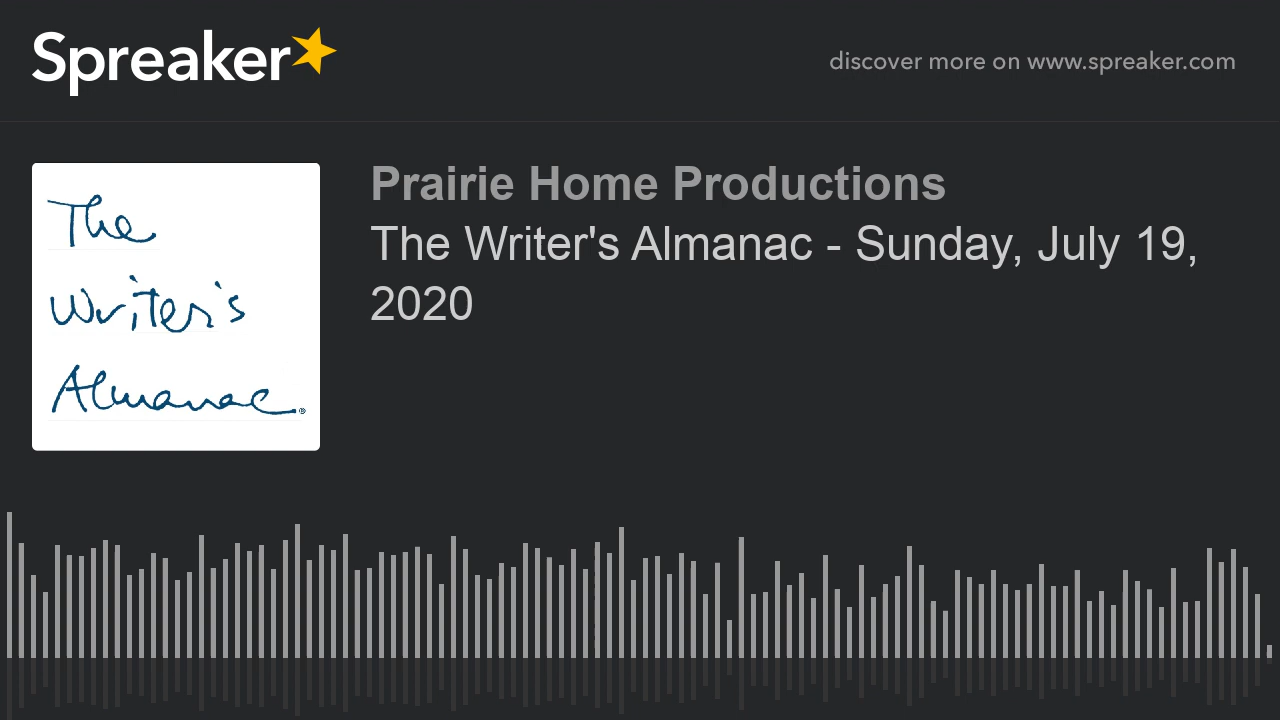 Spreaker
discover more on www.spreaker.com
Prairie Home Productions
The Writer's Almanac - Sunday, July 19,
2020
The
Writer's
Almanac.®